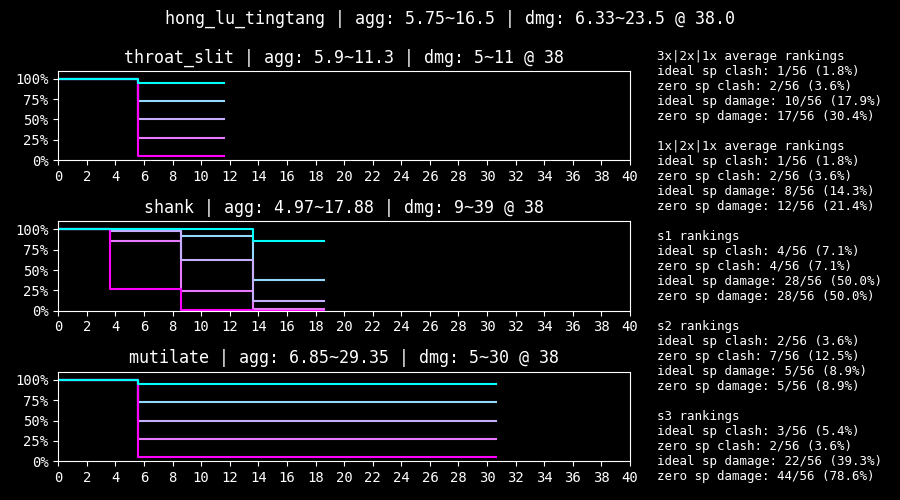 hong_lu_tingtang | agg: 5.75~16.5 | dmg: 6.33~23.5 @ 38.0
throat_slit | agg: 5.9~11.3 | dmg: 5~11 @ 38
100%
75%
50%
25%
0%
0 2 4 6 8 10 12 14 16 18 20 22 24 26 28 30 32 34 36 38 40
shank | agg: 4.97~17.88 | dmg: 9~39 @ 38
100%
75%
50%
25%
0%
0 2 4 6 8 10 12 14 16 18 20 22 24 26 28 30 32 34 36 38 40
mutilate | agg: 6.85~29.35 | dmg: 5~30 @ 38
100%
75%
50%
25%
0%
0 2 4 6 8 10 12 14 16 18 20 22 24 26 28 30 32 34 36 38 40
3x|2x|1x average rankings
ideal sp clash: 1/56 (1.8%)
zero sp clash: 2/56 (3.6%)
ideal sp damage: 10/56 (17.9%)
zero sp damage: 17/56 (30.4%)
1x|2x|1x average rankings
ideal sp clash: 1/56 (1.8%)
zero sp clash: 2/56 (3.6%)
ideal sp damage: 8/56 (14.3%)
zero sp damage: 12/56 (21.4%)
s1 rankings
ideal sp clash: 4/56 (7.1%)
zero sp clash: 4/56 (7.1%)
ideal sp damage: 28/56 (50.0%)
zero sp damage: 28/56 (50.0%)
s2 rankings
ideal sp clash: 2/56 (3.6%)
zero sp clash: 7/56 (12.5%)
ideal sp damage: 5/56 (8.9%)
zero sp damage: 5/56 (8.9%)
s3 rankings
ideal sp clash: 3/56 (5.4%)
zero sp clash: 2/56 (3.6%)
ideal sp damage: 22/56 (39.3%)
zero sp damage: 44/56 (78.6%)